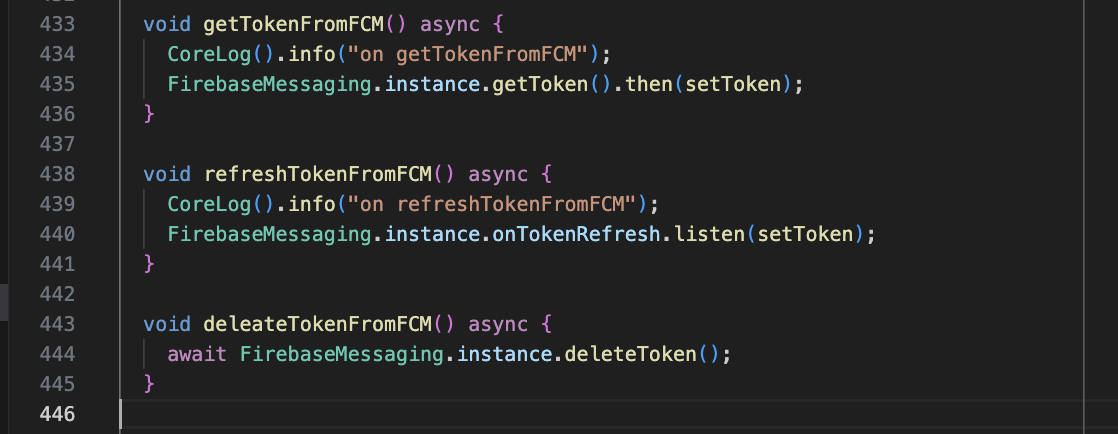 433 void getTokenFromFCM() async {
434 CoreLog().info("on getTokenFromFCM");
435 FirebaseMessaging.instance.getToken().then(setToken);
436 }
437
438 void refreshTokenFromFCM() async {
439 CoreLog().info("on refreshTokenFromFCM");
440 FirebaseMessaging.instance.onTokenRefresh.listen(setToken);
441 }
442
443 void deleateTokenFromFCM() async {
444 await FirebaseMessaging.instance.deleteToken();
445 }
446